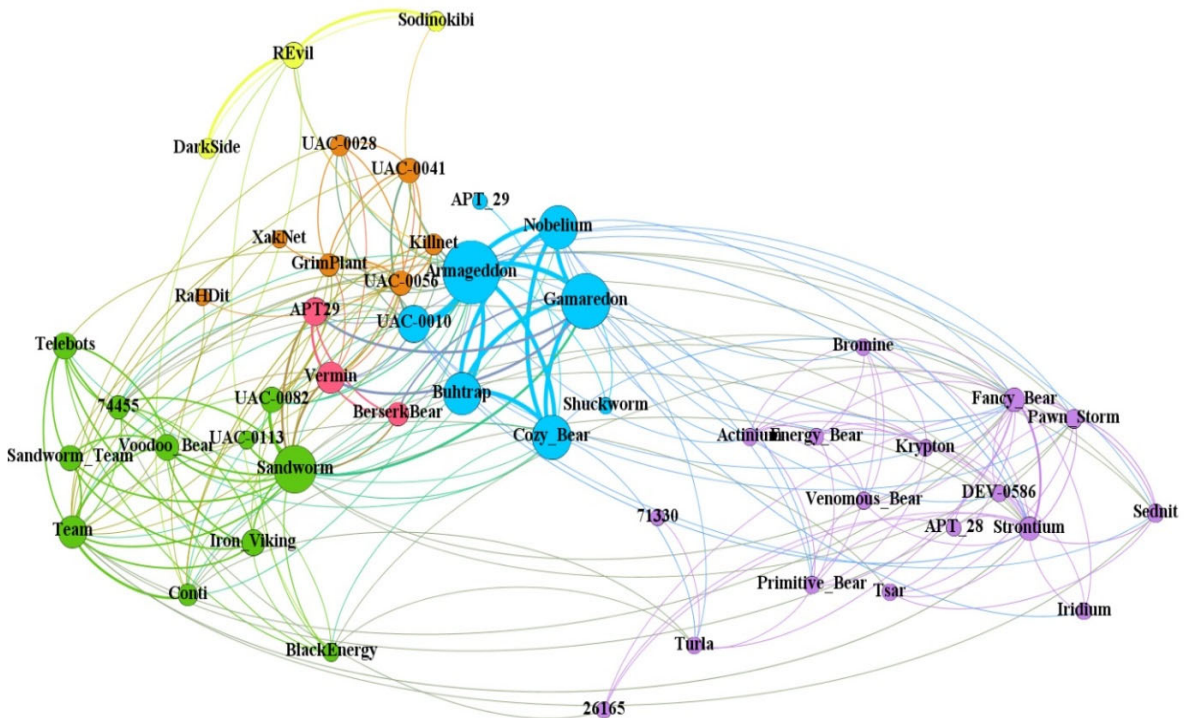 Sodinokibi
REvil
DarkSide
UAC-0028
UAC-0041
APT_29
Nobelium
XakNet
Killnet
GrimPlant
Armageddon
UAC-0056
RaHDit
Gamaredon
APT29
UAC-0010
Telebots
Bromine
Vermin
UAC-0082
Buhtrap
Shuckworm
Fancy_Bear
74455
BerserkBear
Pawn_Storm
UAC-0113
Cozy_Bear
Actinium
Energy_Bear
Voodoo_Bear
Krypton
Sandworm_Team
Sandworm
DEV-0586
Venomous_Bear
71330
Sednit
Team
APT_28
Strontium
Iron_Viking
Primitive_Bear
Conti
Tsar
Iridium
Turla
BlackEnergy
26165